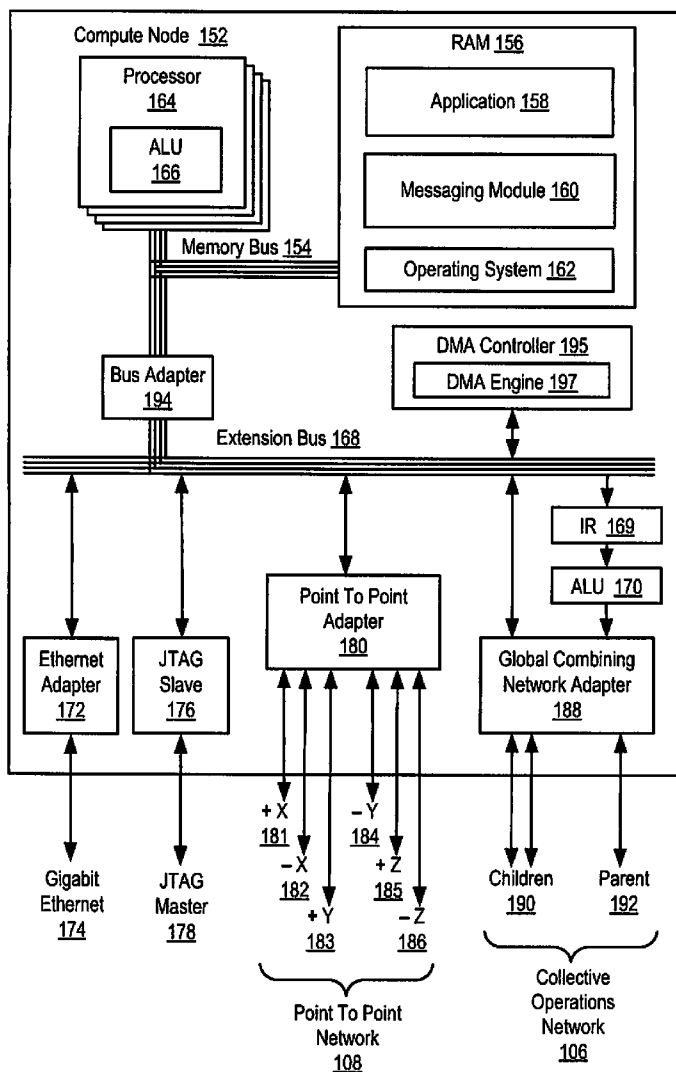 Compute Node 152
Processor
164
ALU
166
RAM 156
Application 158
Messaging Module 160
Operating System 162
Memory Bus 154
Bus Adapter
194
DMA Controller 195
DMA Engine 197
Extension Bus 168
IR 169
ALU 170
Ethernet
Adapter
172
JTAG
Slave
176
Point To Point
Adapter
180
Global Combining
Network Adapter
188
+ X
181
– X
182
+ Y
183
– Y
184
+ Z
185
– Z
186
Gigabit
Ethernet
174
JTAG
Master
178
Children
190
Parent
192
Point To Point
Network
108
Collective
Operations
Network
106